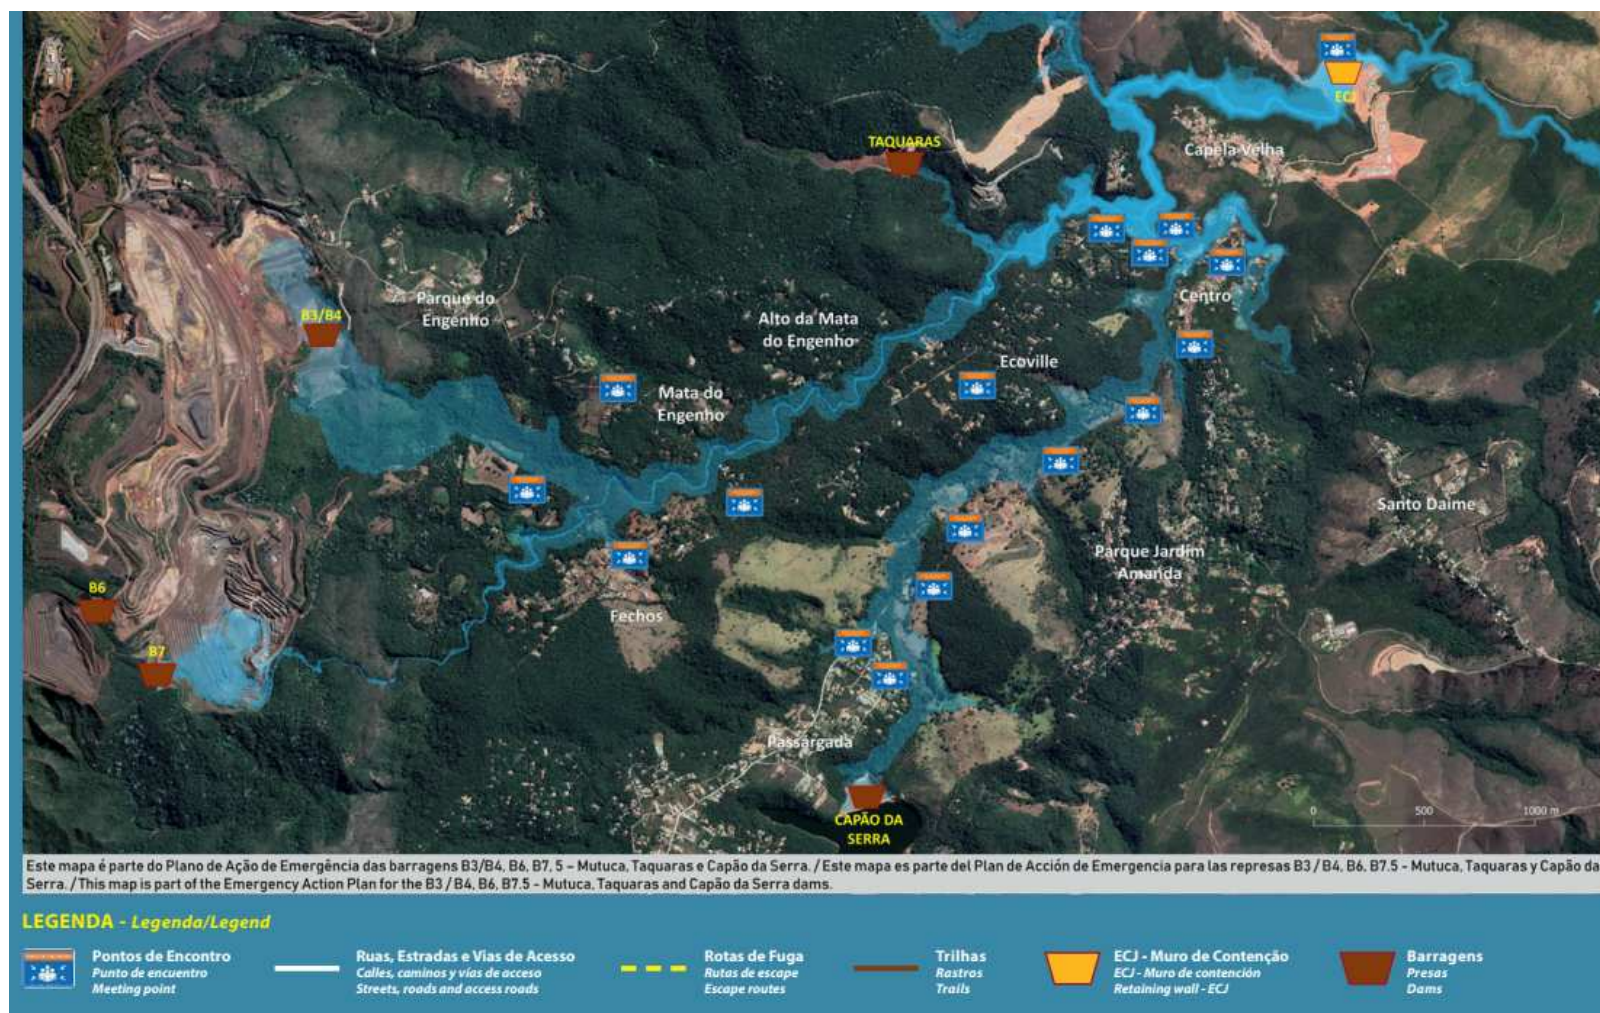 ECJ
TAQUARAS
Capela Velha
B3/B4
Parque do
Engenho
Centro
Alto da Mata
do Engenho
Ecoville
Mata do
Engenho
Santo Daime
Parque Jardim
Amanda
B6
Fechos
B7
Passárgada
CAPÃO DA
SERRA
0 500 1000 m
Este mapa é parte do Plano de Ação de Emergência das barragens B3/B4, B6, B7, 5 – Mutuca, Taquaras e Capão da Serra. / Este mapa es parte del Plan de Acción de Emergencia para las represas B3 / B4, B6, B7.5 - Mutuca, Taquaras y Capão da
Serra. / This map is part of the Emergency Action Plan for the B3 / B4, B6, B7.5 - Mutuca, Taquaras and Capão da Serra dams.
LEGENDA - Legenda/Legend
Pontos de Encontro
Punto de encuentro
Meeting point
Ruas, Estradas e Vias de Acesso
Calles, caminos y vías de acceso
Streets, roads and access roads
Rotas de Fuga
Rutas de escape
Escape routes
Trilhas
Rastros
Trails
ECJ - Muro de Contenção
ECJ - Muro de contención
Retaining wall - ECJ
Barragens
Presas
Dams